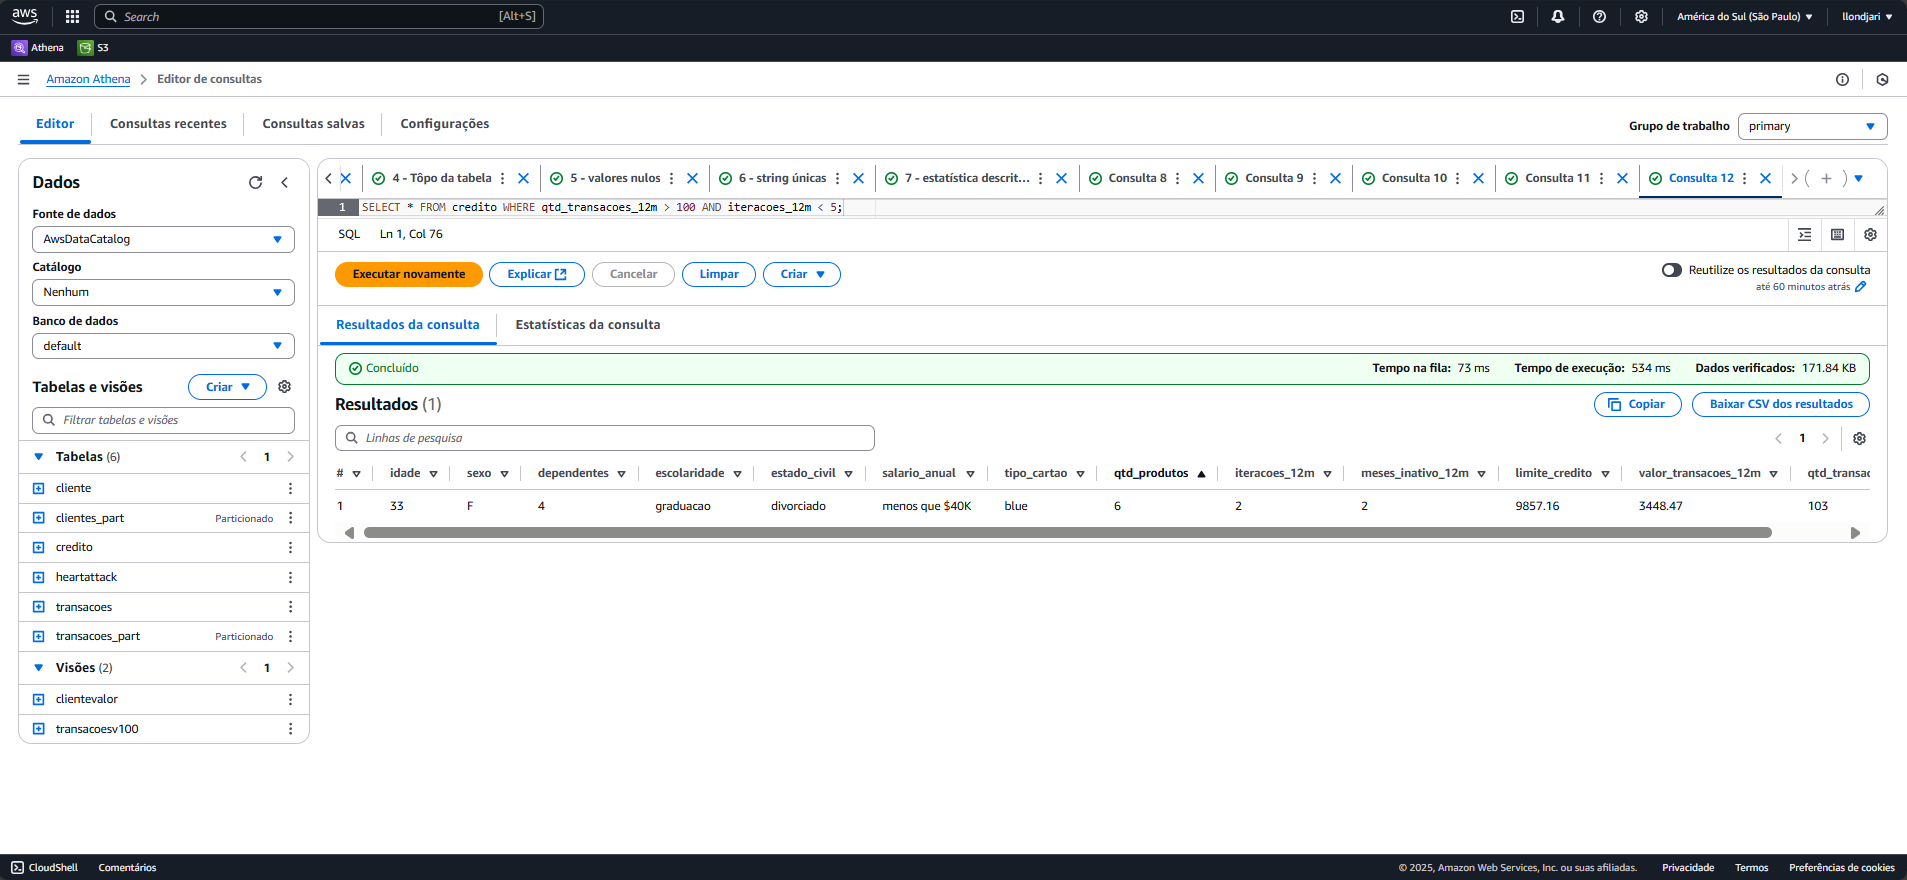 aws Search [Alt+S] América do Sul (São Paulo) llondjari
Athena S3
Amazon Athena Editor de consultas
Editor Consultas recentes Consultas salvas Configurações
Grupo de trabalho primary
Dados
Fonte de dados
AwsDataCatalog
Catálogo
Nenhum
Banco de dados
default
Tabelas e visões Criar
Filtrar tabelas e visões
Tabelas (6) 1
cliente
clientes_part Particionado
credito
heartattack
transacoes
transacoes_part Particionado
Visões (2) 1
clientevalor
transacoesv100
4 - Tôpo da tabela 5 - valores nulos 6 - string únicas 7 - estatística descrit... Consulta 8 Consulta 9 Consulta 10 Consulta 11 Consulta 12
1 SELECT * FROM credito WHERE qtd_transacoes_12m > 100 AND iteracoes_12m < 5;
SQL Ln 1, Col 76
Executar novamente Explicar Cancelar Limpar Criar
Reutilize os resultados da consulta
até 60 minutos atrás
Resultados da consulta Estatísticas da consulta
Concluído Tempo na fila: 73 ms Tempo de execução: 534 ms Dados verificados: 171.84 KB
Resultados (1) Copiar Baixar CSV dos resultados
Linhas de pesquisa 1
# idade sexo dependentes escolaridade estado_civil salario_anual tipo_cartao qtd_produtos iteracoes_12m meses_inativo_12m limite_credito valor_transacoes_12m qtd_transac
1 33 F 4 graduacao divorciado menos que $40K blue 6 2 2 9857.16 3448.47 103
CloudShell Comentários © 2025, Amazon Web Services, Inc. ou suas afiliadas. Privacidade Termos Preferências de cookies